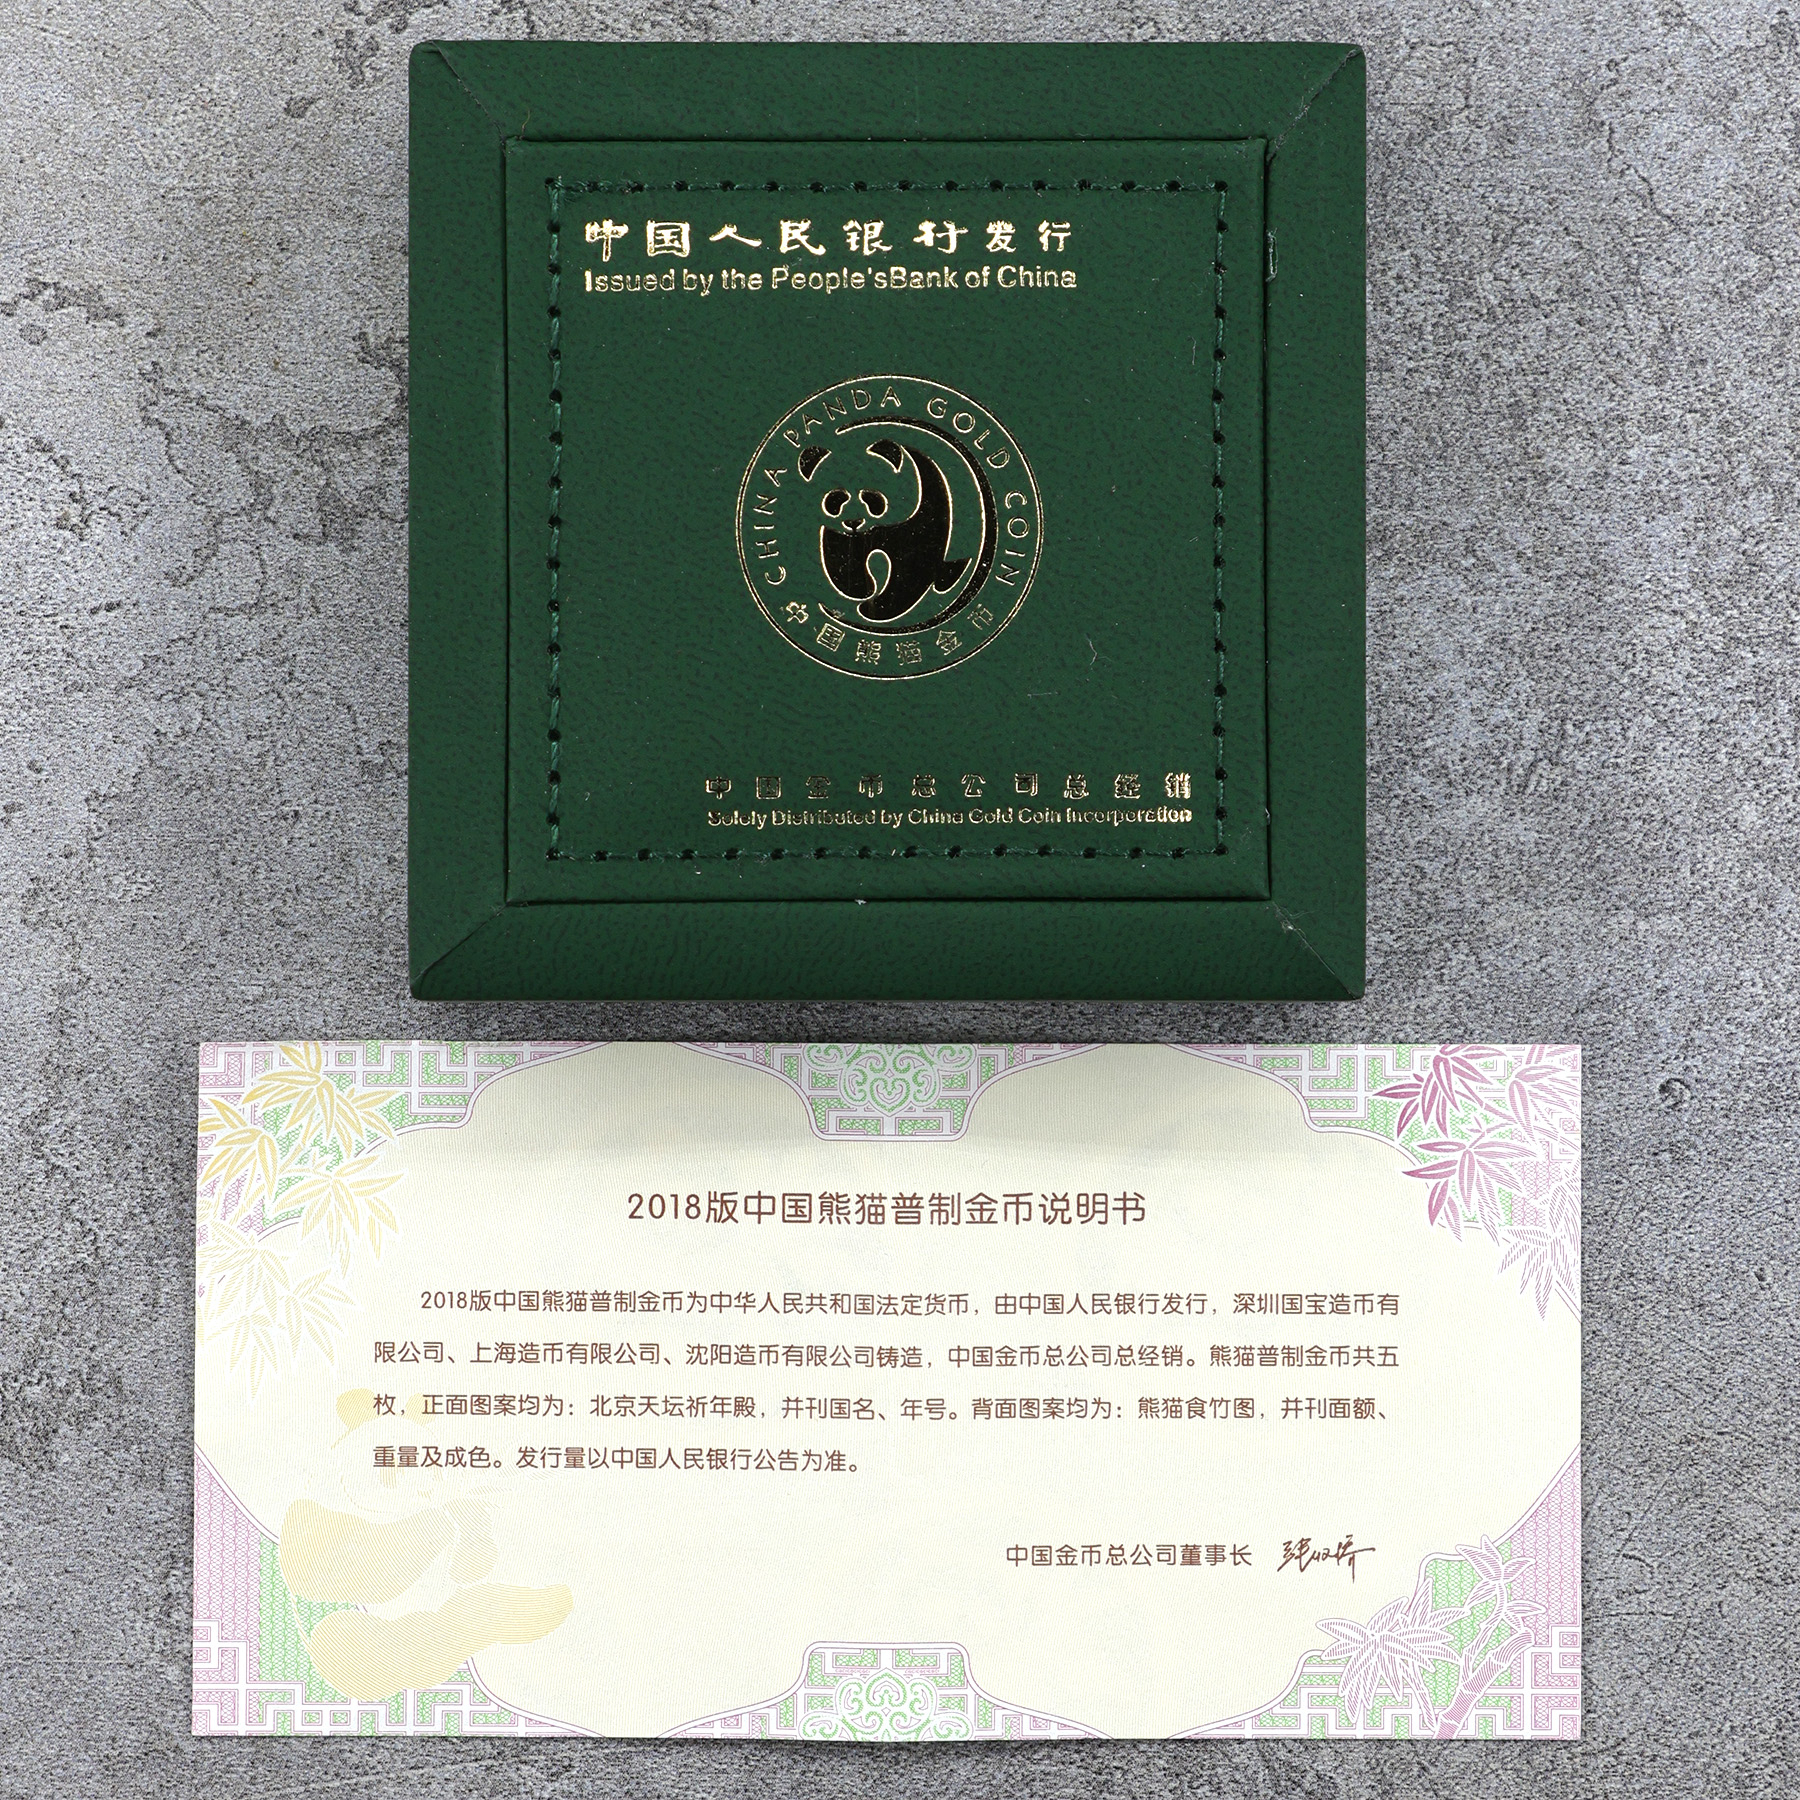 中国人民银行发行
Issued by the People'sBank of China
CHINA PANDA GOLD COIN
中国熊猫金币
中国金币总公司总经销
Solely Distributed by China Gold Coin Incorporation
2018版中国熊猫普制金币说明书
2018版中国熊猫普制金币为中华人民共和国法定货币，由中国人民银行发行，深圳国宝造币有
限公司、上海造币有限公司、沈阳造币有限公司铸造，中国金币总公司总经销。熊猫普制金币共五
枚，正面图案均为：北京天坛祈年殿，并刊国名、年号。背面图案均为：熊猫食竹图，并刊面额、
重量及成色。发行量以中国人民银行公告为准。
中国金币总公司董事长